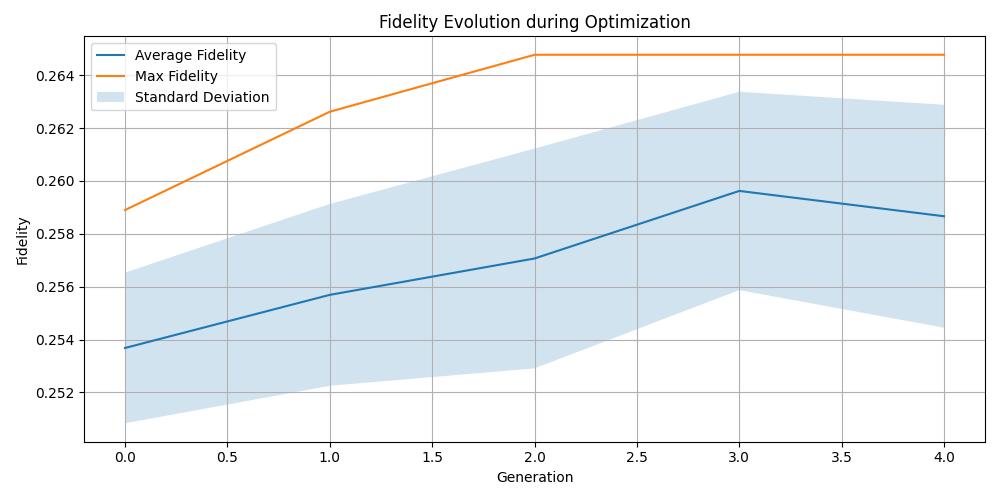 Fidelity Evolution during Optimization
Average Fidelity
Max Fidelity
Standard Deviation
0.264
0.262
0.260
0.258
0.256
0.254
0.252
Fidelity
0.0 0.5 1.0 1.5 2.0 2.5 3.0 3.5 4.0
Generation